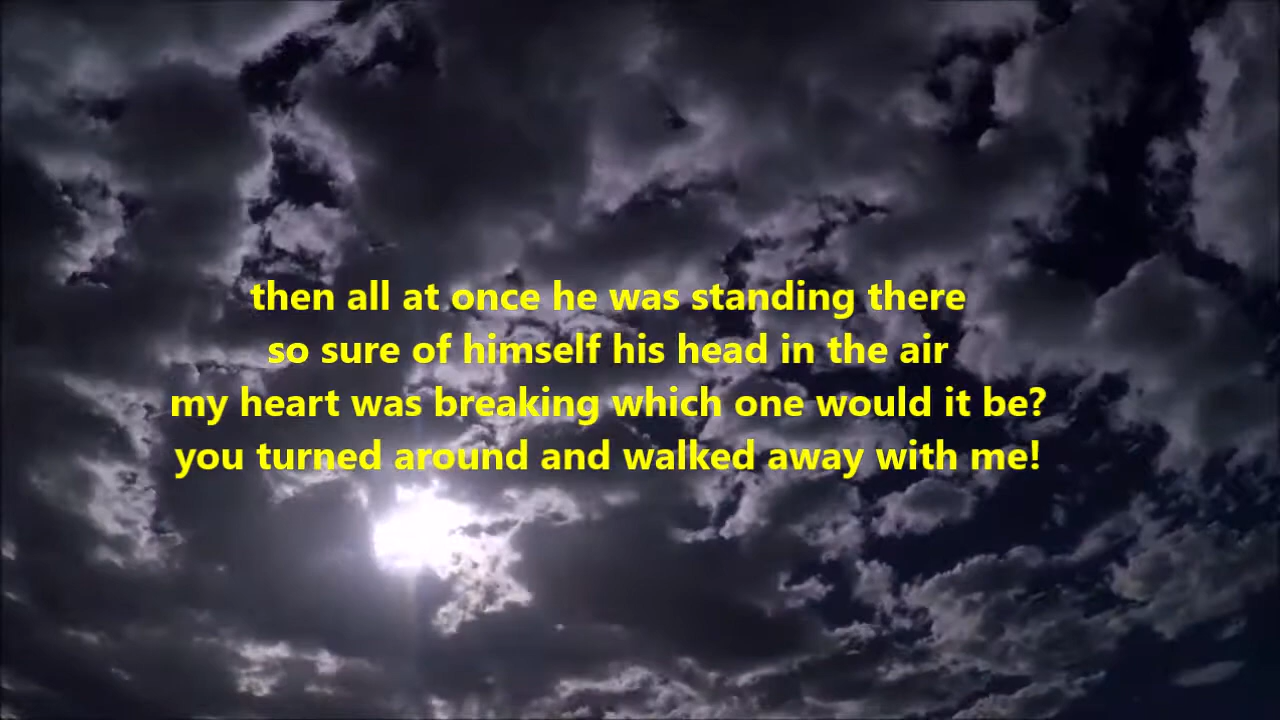 then all at once he was standing there
so sure of himself his head in the air
my heart was breaking which one would it be?
you turned around and walked away with me!